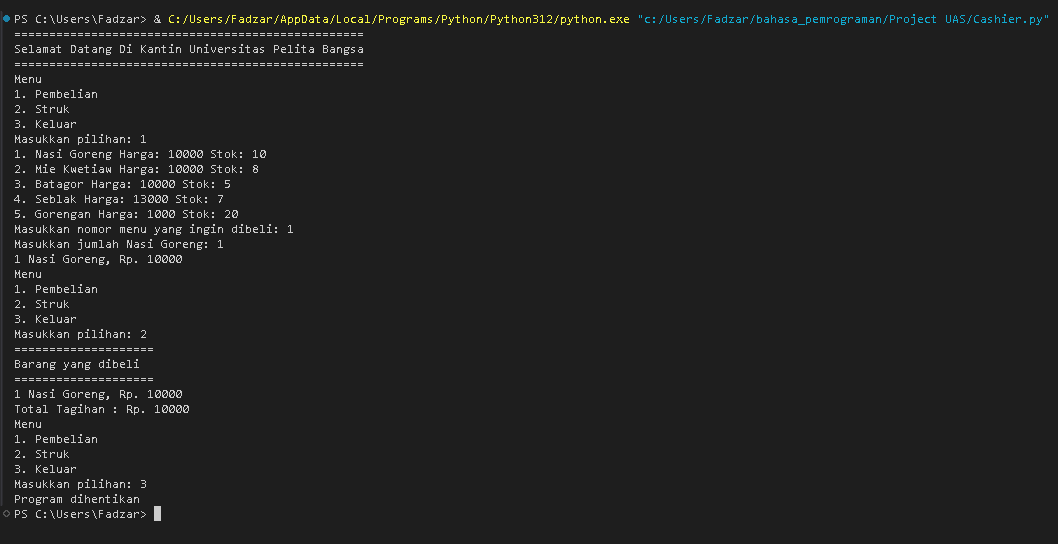 PS C:\Users\Fadzar> & C:/Users/Fadzar/AppData/Local/Programs/Python/Python312/python.exe "c:/Users/Fadzar/bahasa_pemrograman/Project UAS/Cashier.py"
==================================================
Selamat Datang Di Kantin Universitas Pelita Bangsa
==================================================
Menu
1. Pembelian
2. Struk
3. Keluar
Masukkan pilihan: 1
1. Nasi Goreng Harga: 10000 Stok: 10
2. Mie Kwetiaw Harga: 10000 Stok: 8
3. Batagor Harga: 10000 Stok: 5
4. Seblak Harga: 13000 Stok: 7
5. Gorengan Harga: 1000 Stok: 20
Masukkan nomor menu yang ingin dibeli: 1
Masukkan jumlah Nasi Goreng: 1
1 Nasi Goreng, Rp. 10000
Menu
1. Pembelian
2. Struk
3. Keluar
Masukkan pilihan: 2
====================
Barang yang dibeli
====================
1 Nasi Goreng, Rp. 10000
Total Tagihan : Rp. 10000
Menu
1. Pembelian
2. Struk
3. Keluar
Masukkan pilihan: 3
Program dihentikan
PS C:\Users\Fadzar>